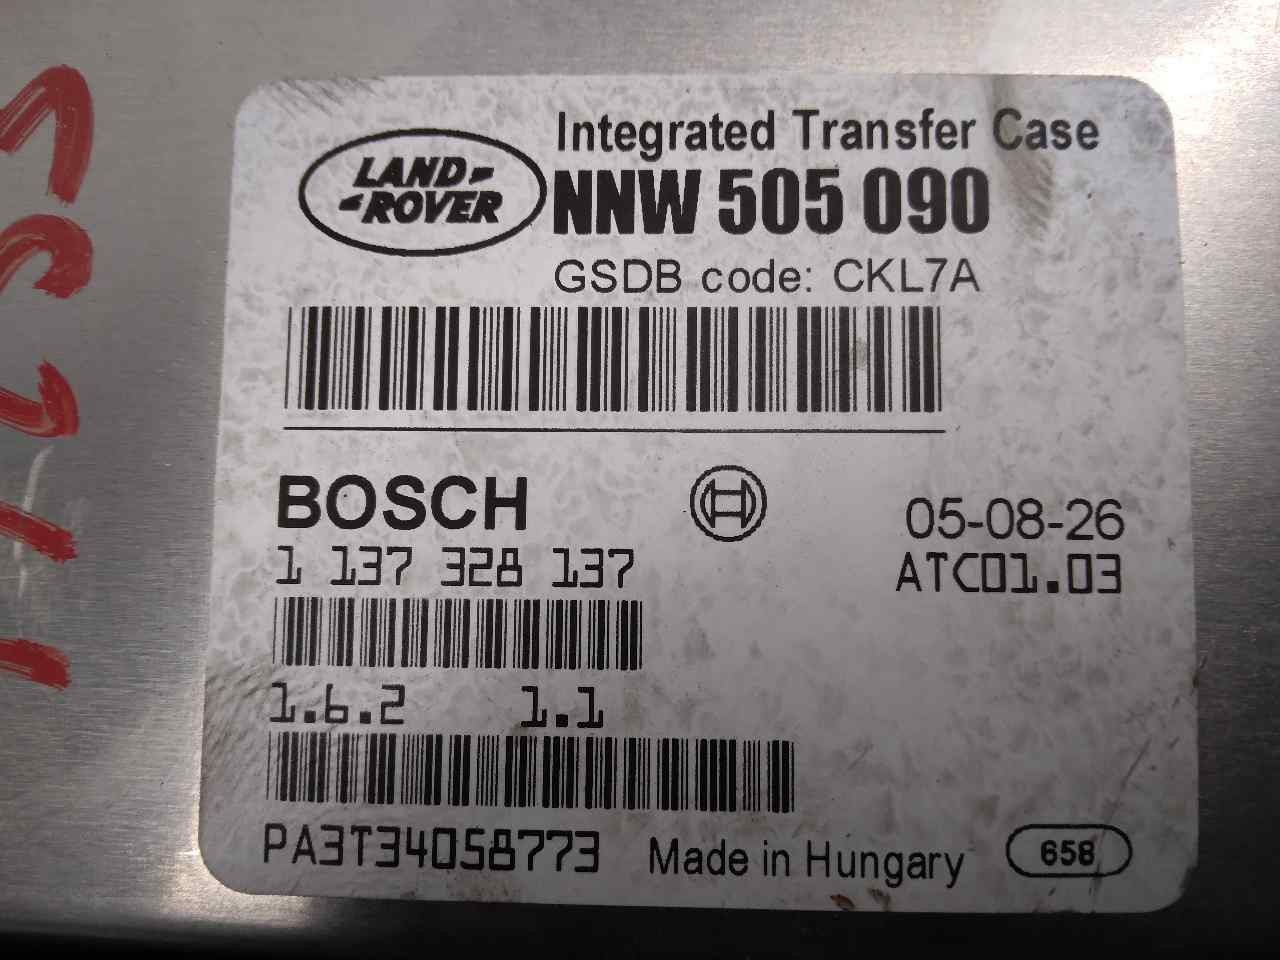 LAND-
-ROVER
Integrated Transfer Case
NNW 505 090
GSDB code: CKL7A
BOSCH
05-08-26
1 137 328 137
ATC01.03
1.6.2 1.1
PA3T34058773
Made in Hungary
658